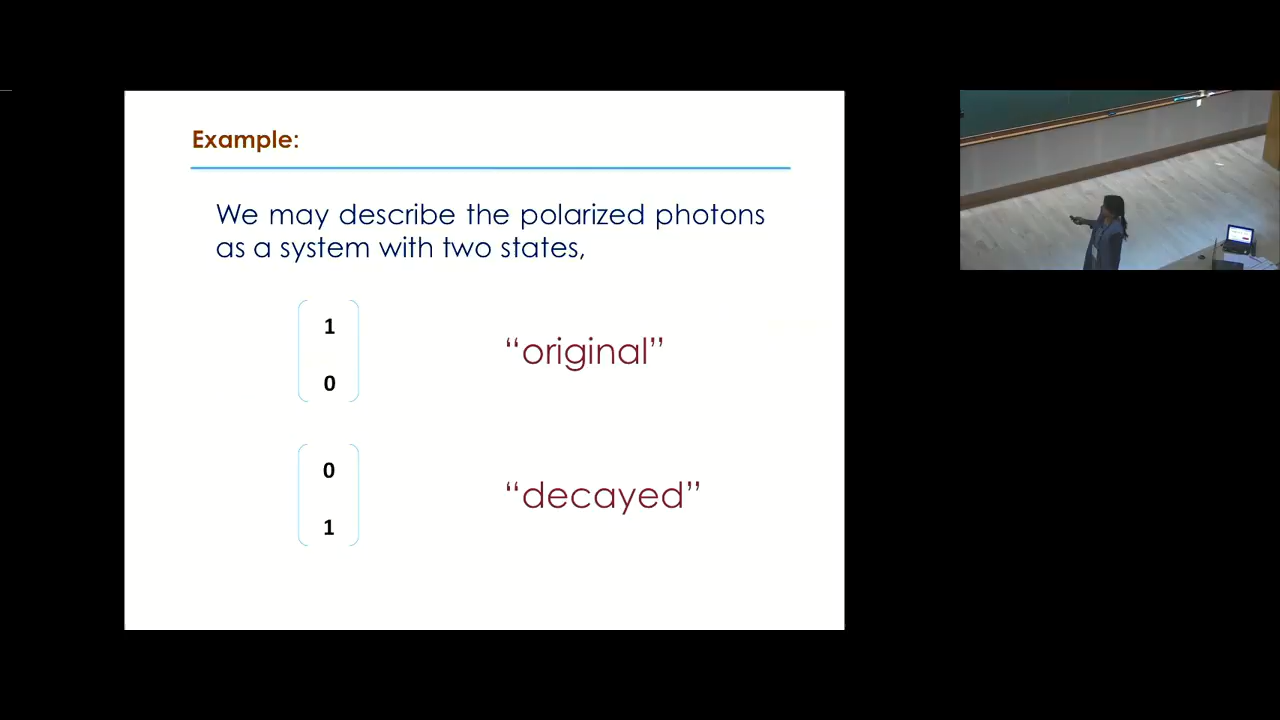 Example:
We may describe the polarized photons
as a system with two states,
1
0
“original”
0
1
“decayed”